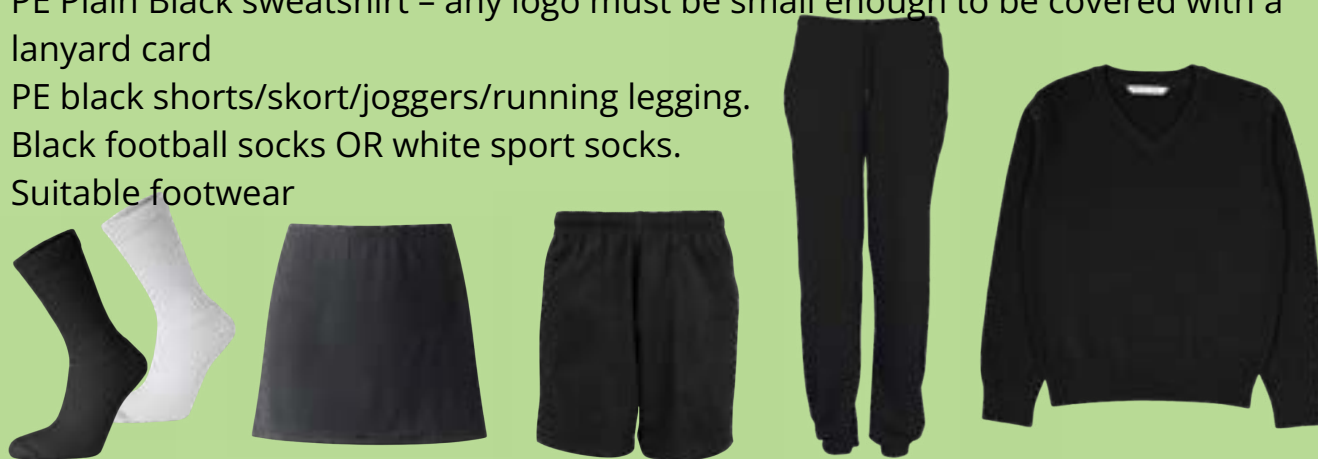 PE Plain Black sweatshirt – any logo must be small enough to be covered with a
lanyard card
PE black shorts/skort/joggers/running legging.
Black football socks OR white sport socks.
Suitable footwear